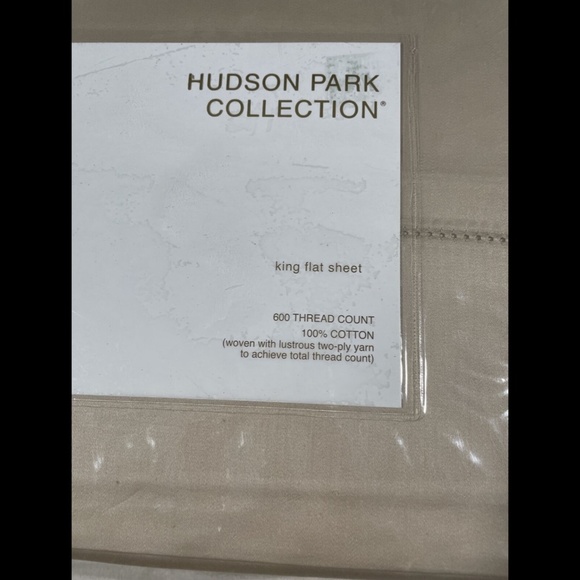 HUDSON PARK
COLLECTION®
king flat sheet
600 THREAD COUNT
100% COTTON
(woven with lustrous two-ply yarn
to achieve total thread count)